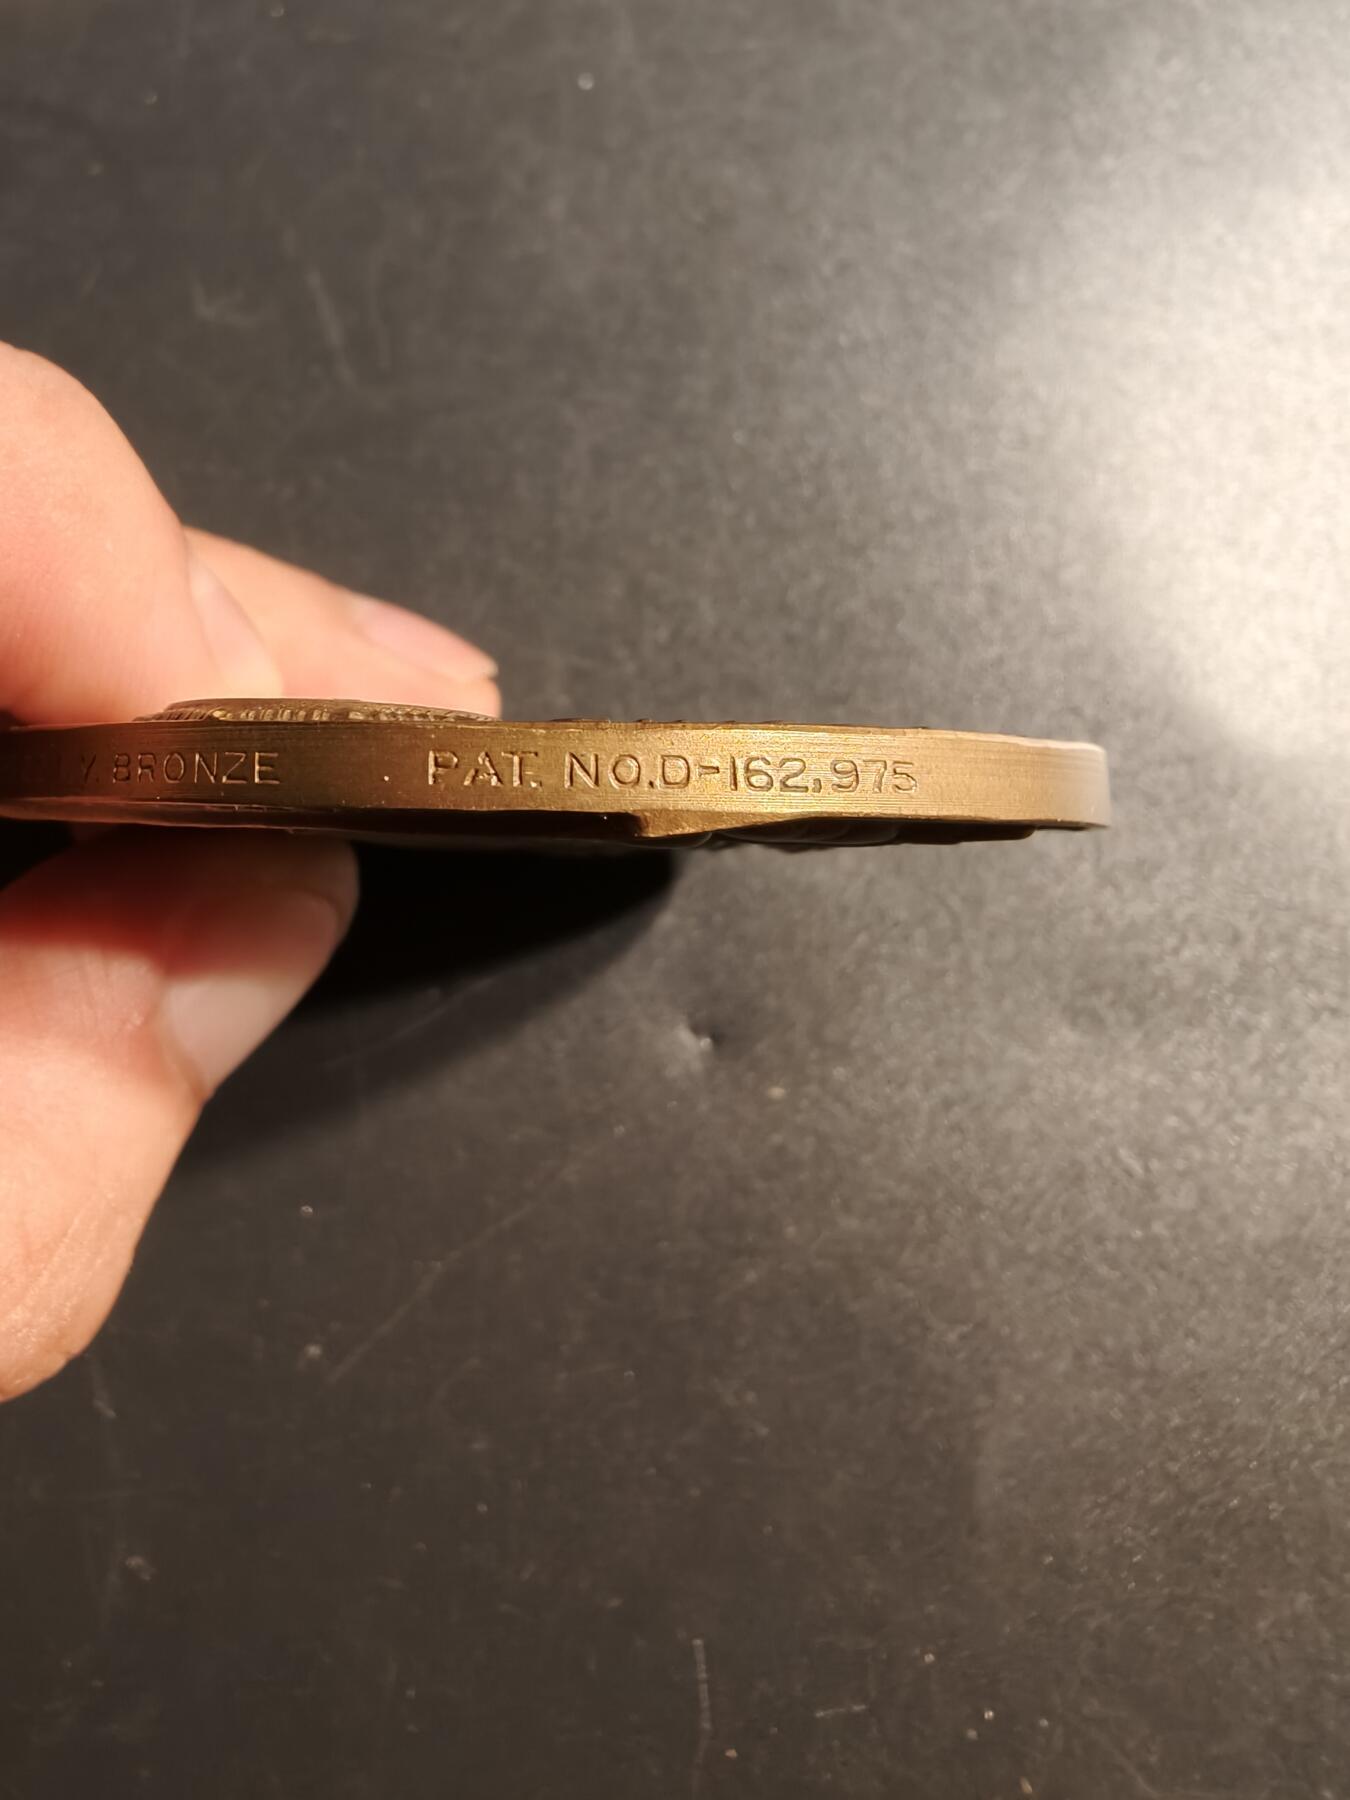 Y. BRONZE PAT. NO. D-162,975